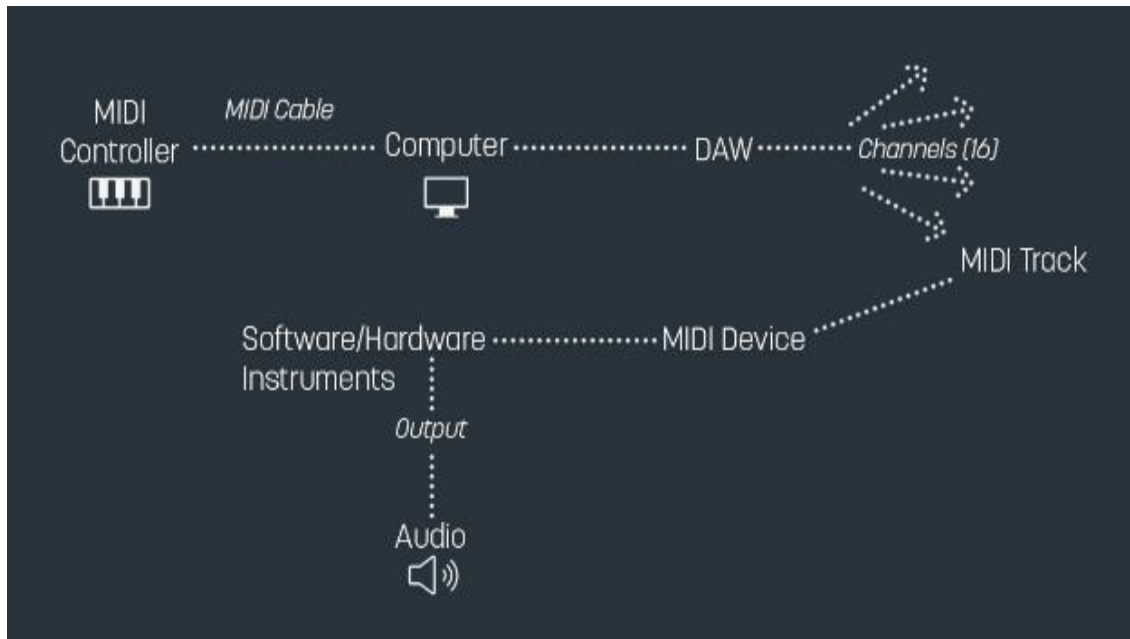 MIDI
Controller
MIDI Cable
Computer
DAW
Channels (16)
MIDI Track
MIDI Device
Software/Hardware
Instruments
Output
Audio